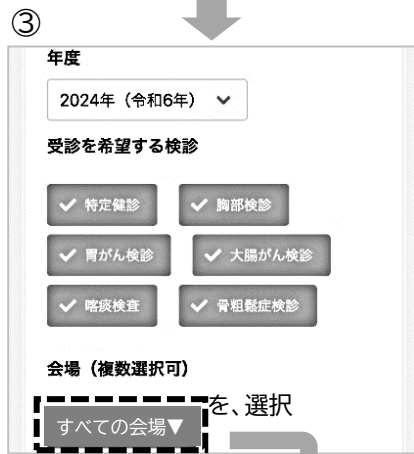 ③
年度
2024年（令和6年）
受診を希望する検診
特定健診
胸部検診
胃がん検診
大腸がん検診
喀痰検査
骨粗鬆症検診
会場（複数選択可）
すべての会場▼を、選択